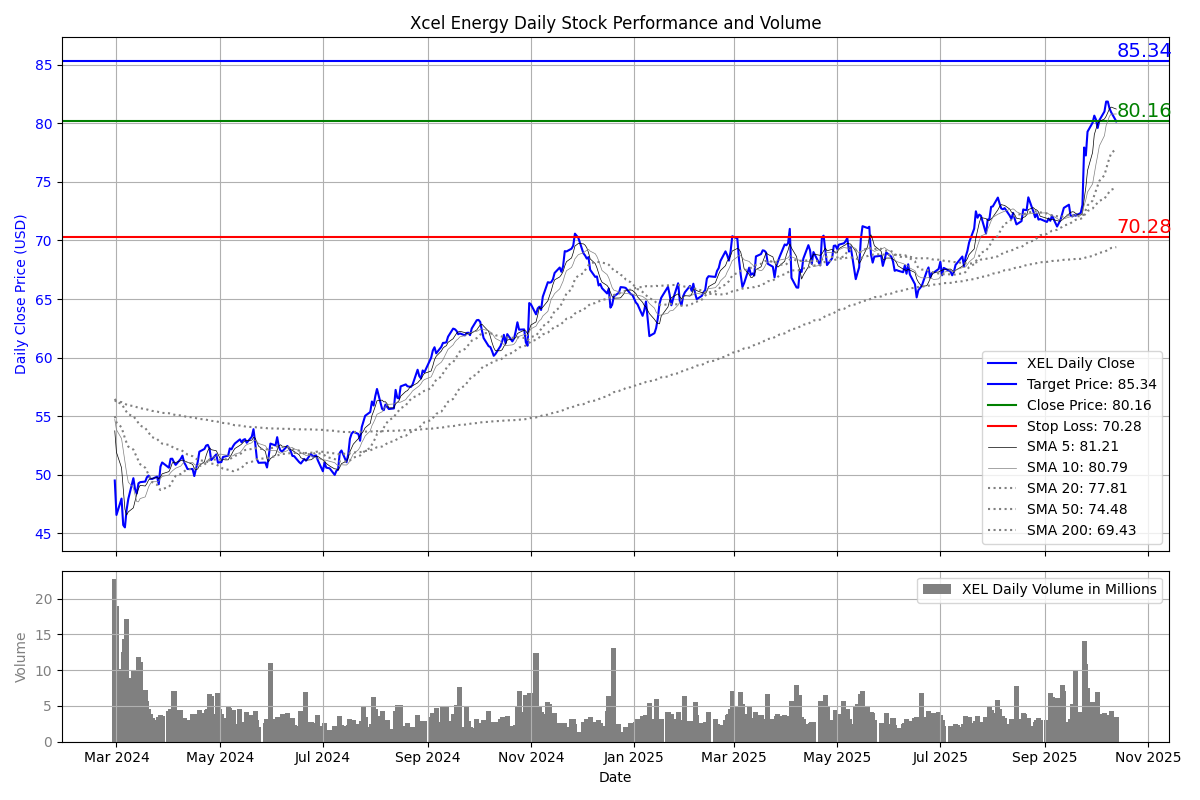 Xcel Energy Daily Stock Performance and Volume
Daily Close Price (USD)
85
80
75
70
65
60
55
50
45
85.34
80.16
70.28
XEL Daily Close
Target Price: 85.34
Close Price: 80.16
Stop Loss: 70.28
SMA 5: 81.21
SMA 10: 80.79
SMA 20: 77.81
SMA 50: 74.48
SMA 200: 69.43
Volume
20
15
10
5
0
XEL Daily Volume in Millions
Mar 2024 May 2024 Jul 2024 Sep 2024 Nov 2024 Jan 2025 Mar 2025 May 2025 Jul 2025 Sep 2025 Nov 2025
Date